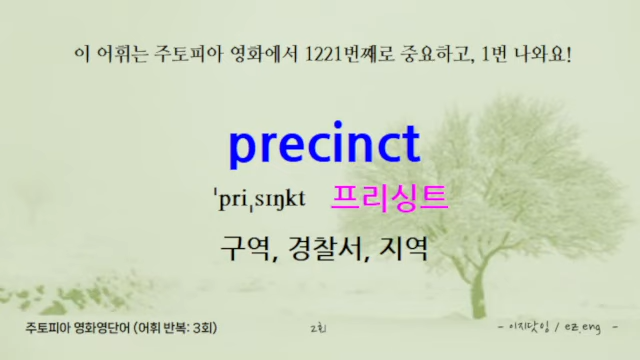 이 어휘는 주토피아 영화에서 1221번째로 중요하고, 1번 나와요!
precinct
ˈpriˌsɪŋkt 프리싱트
구역, 경찰서, 지역
주토피아 영화영단어 (어휘 반복: 3회) 2회 - 이지닷잉 / ez.eng -